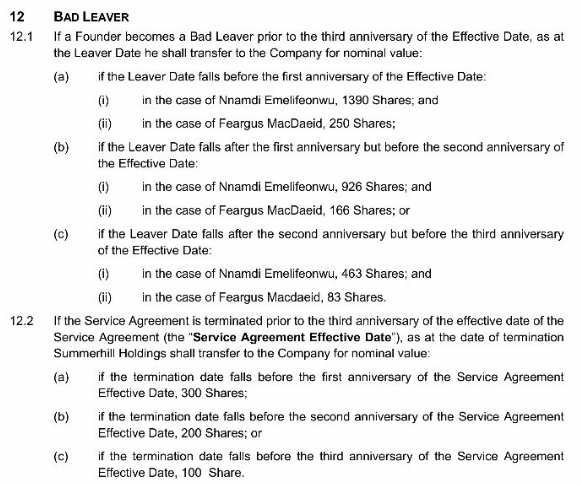 12 BAD LEAVER
12.1 If a Founder becomes a Bad Leaver prior to the third anniversary of the Effective Date, as at
the Leaver Date he shall transfer to the Company for nominal value:
(a) if the Leaver Date falls before the first anniversary of the Effective Date:
(i) in the case of Nnamdi Emelifeonwu, 1390 Shares; and
(ii) in the case of Feargus MacDaeid, 250 Shares;
(b) if the Leaver Date falls after the first anniversary but before the second anniversary of
the Effective Date:
(i) in the case of Nnamdi Emelifeonwu, 926 Shares; and
(ii) in the case of Feargus MacDaeid, 166 Shares; or
(c) if the Leaver Date falls after the second anniversary but before the third anniversary
of the Effective Date:
(i) in the case of Nnamdi Emelifeonwu, 463 Shares; and
(ii) in the case of Feargus Macdaeid, 83 Shares.
12.2 If the Service Agreement is terminated prior to the third anniversary of the effective date of the
Service Agreement (the "Service Agreement Effective Date"), as at the date of termination
Summerhill Holdings shall transfer to the Company for nominal value:
(a) if the termination date falls before the first anniversary of the Service Agreement
Effective Date, 300 Shares;
(b) if the termination date falls before the second anniversary of the Service Agreement
Effective Date, 200 Shares; or
(c) if the termination date falls before the third anniversary of the Service Agreement
Effective Date, 100 Share.